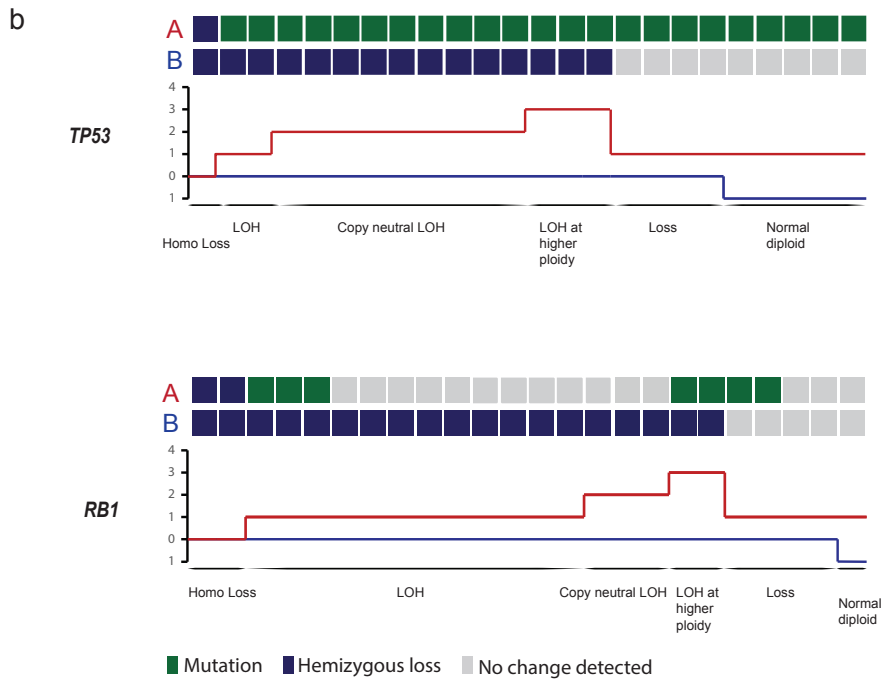 b
A
B
TP53
4
3
2
1
0
1
Homo Loss
LOH
Copy neutral LOH
LOH at
higher
ploidy
Loss
Normal
diploid
A
B
RB1
4
3
2
1
0
1
Homo Loss
LOH
Copy neutral LOH
LOH at
higher
ploidy
Loss
Normal
diploid
Mutation
Hemizygous loss
No change detected